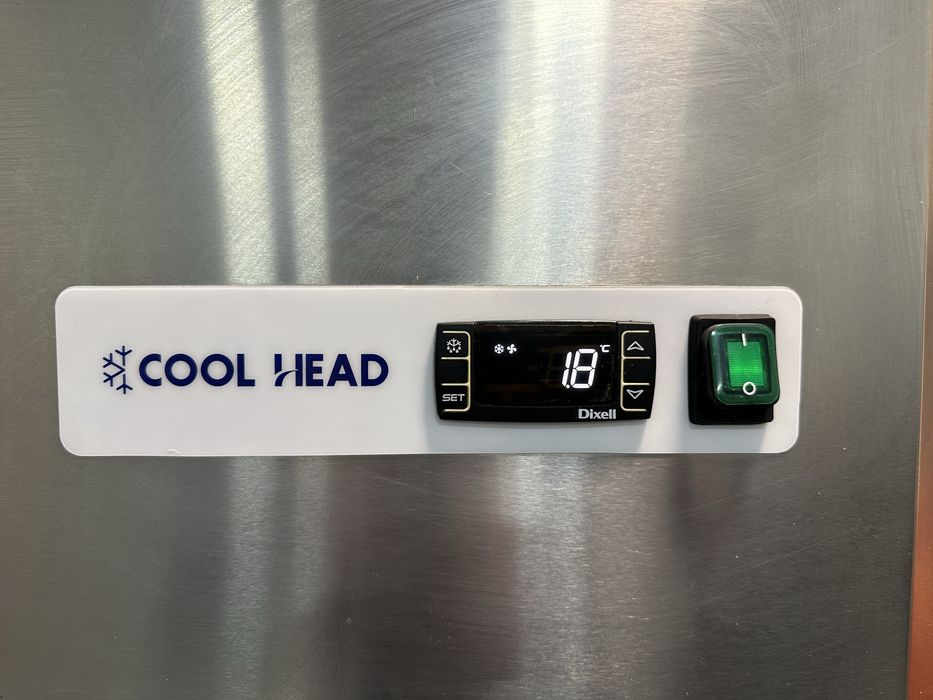 COOL HEAD
SET
1.8 °C
Dixell
I
O